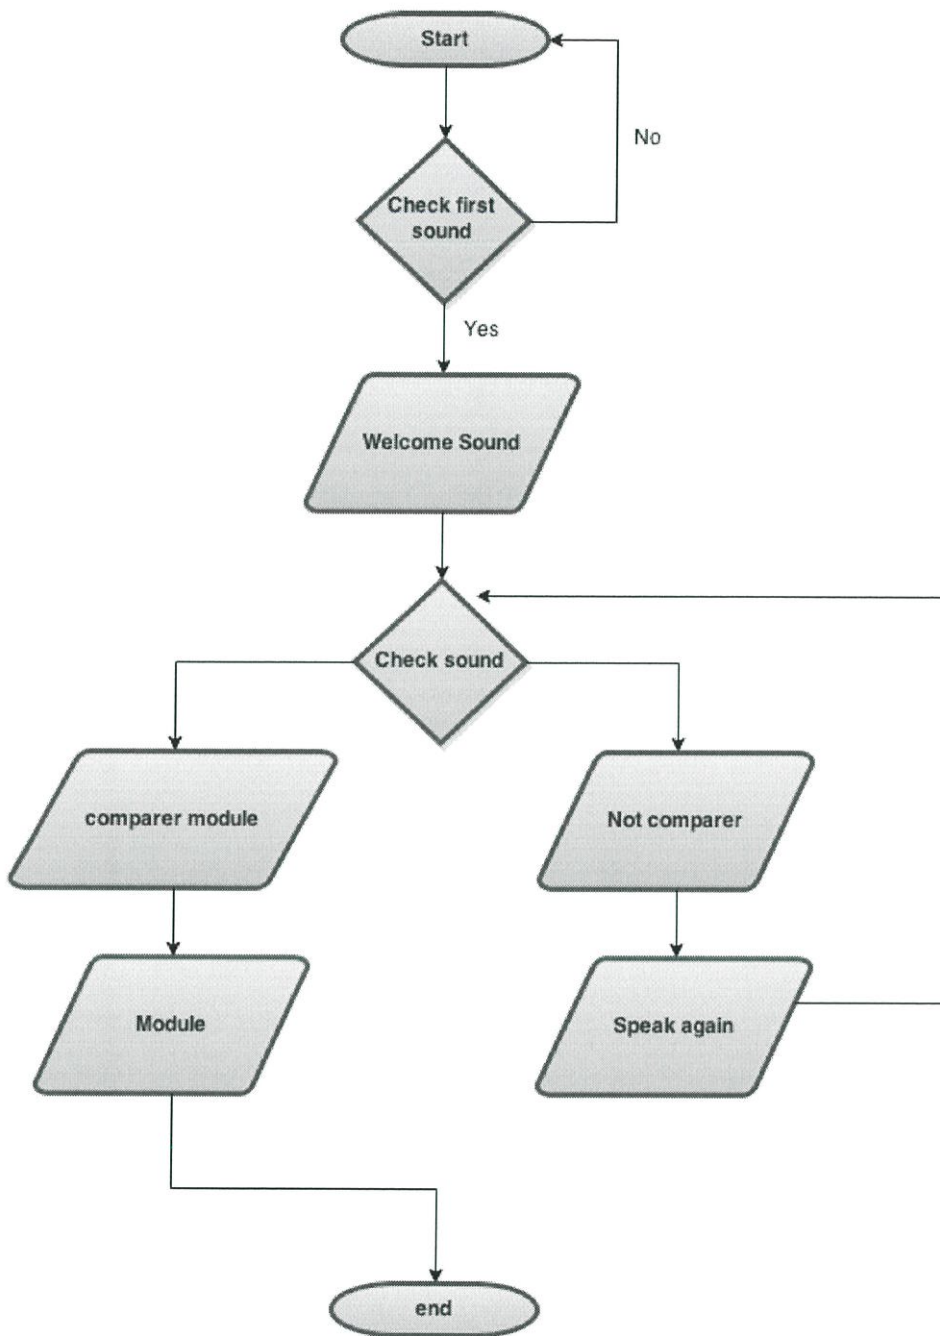 Start
No
Check first
sound
Yes
Welcome Sound
Check sound
comparer module
Not comparer
Module
Speak again
end